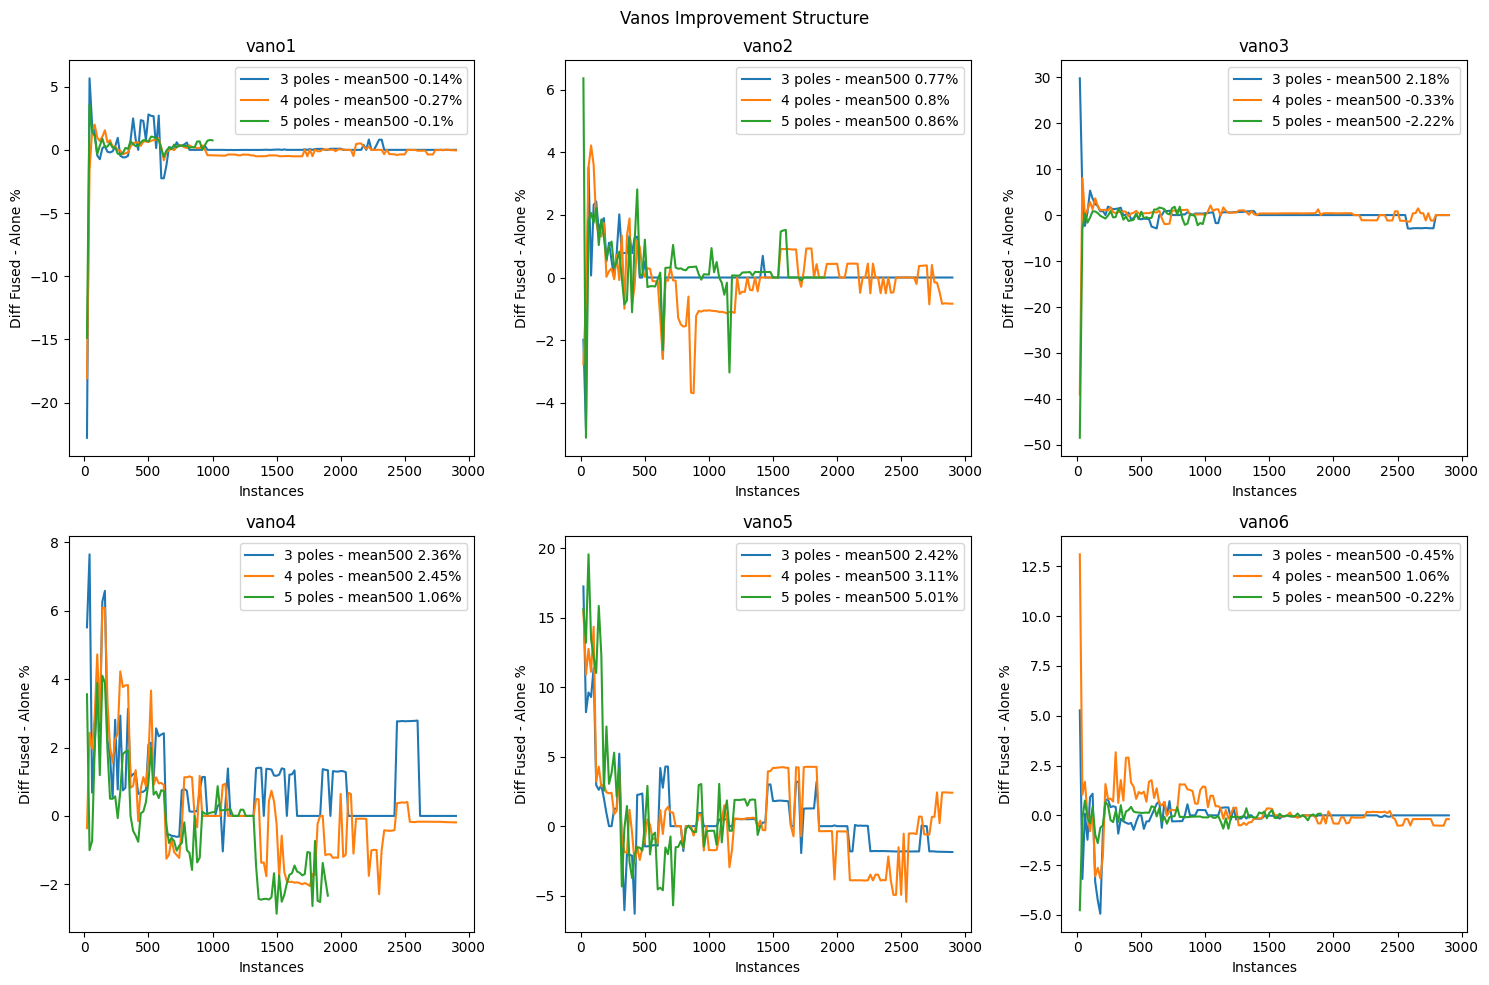 Vanos Improvement Structure
vano1
3 poles - mean500 -0.14%
4 poles - mean500 -0.27%
5 poles - mean500 -0.1%
Diff Fused - Alone %
5
0
−5
−10
−15
−20
0 500 1000 1500 2000 2500 3000
Instances
vano2
3 poles - mean500 0.77%
4 poles - mean500 0.8%
5 poles - mean500 0.86%
Diff Fused - Alone %
6
4
2
0
−2
−4
0 500 1000 1500 2000 2500 3000
Instances
vano3
3 poles - mean500 2.18%
4 poles - mean500 -0.33%
5 poles - mean500 -2.22%
Diff Fused - Alone %
30
20
10
0
−10
−20
−30
−40
−50
0 500 1000 1500 2000 2500 3000
Instances
vano4
3 poles - mean500 2.36%
4 poles - mean500 2.45%
5 poles - mean500 1.06%
Diff Fused - Alone %
8
6
4
2
0
−2
0 500 1000 1500 2000 2500 3000
Instances
vano5
3 poles - mean500 2.42%
4 poles - mean500 3.11%
5 poles - mean500 5.01%
Diff Fused - Alone %
20
15
10
5
0
−5
0 500 1000 1500 2000 2500 3000
Instances
vano6
3 poles - mean500 -0.45%
4 poles - mean500 1.06%
5 poles - mean500 -0.22%
Diff Fused - Alone %
12.5
10.0
7.5
5.0
2.5
0.0
−2.5
−5.0
0 500 1000 1500 2000 2500 3000
Instances